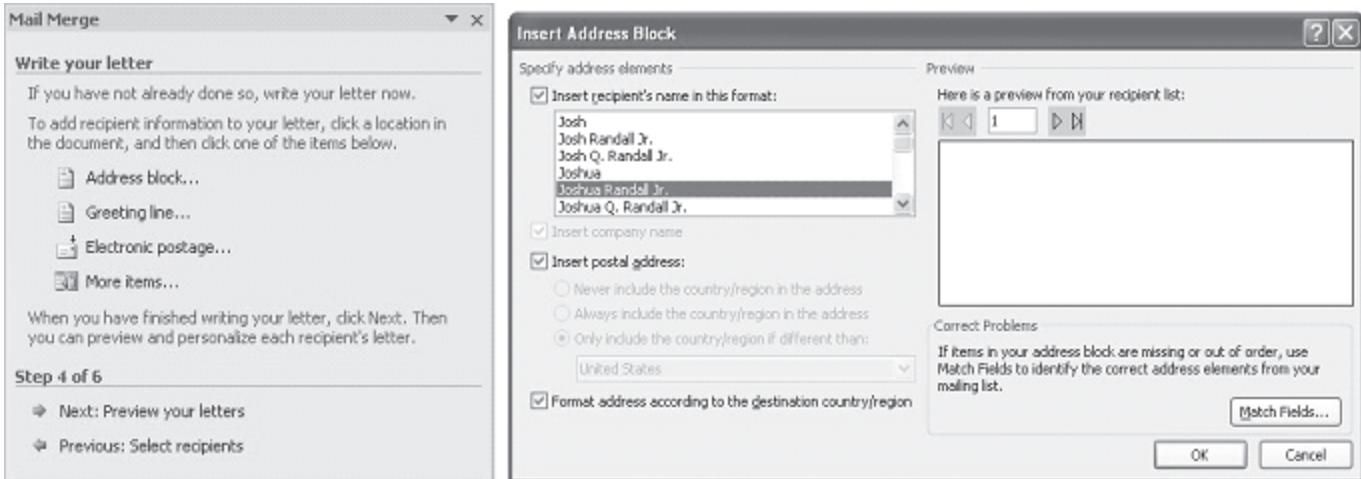 Mail Merge
Write your letter
If you have not already done so, write your letter now.
To add recipient information to your letter, click a location in
the document, and then click one of the items below.
Address block...
Greeting line...
Electronic postage...
More items...
When you have finished writing your letter, click Next. Then
you can preview and personalize each recipient's letter.
Step 4 of 6
Next: Preview your letters
Previous: Select recipients
Insert Address Block
Specify address elements
Insert recipient's name in this format:
Josh
Josh Randall Jr.
Josh Q. Randall Jr.
Joshua
Joshua Randall Jr.
Joshua Q. Randall Jr.
Insert company name
Insert postal address:
Never include the country/region in the address
Always include the country/region in the address
Only include the country/region if different than:
United States
Format address according to the destination country/region
Preview
Here is a preview from your recipient list:
1
Correct Problems
If items in your address block are missing or out of order, use
Match Fields to identify the correct address elements from your
mailing list.
Match Fields...
OK
Cancel